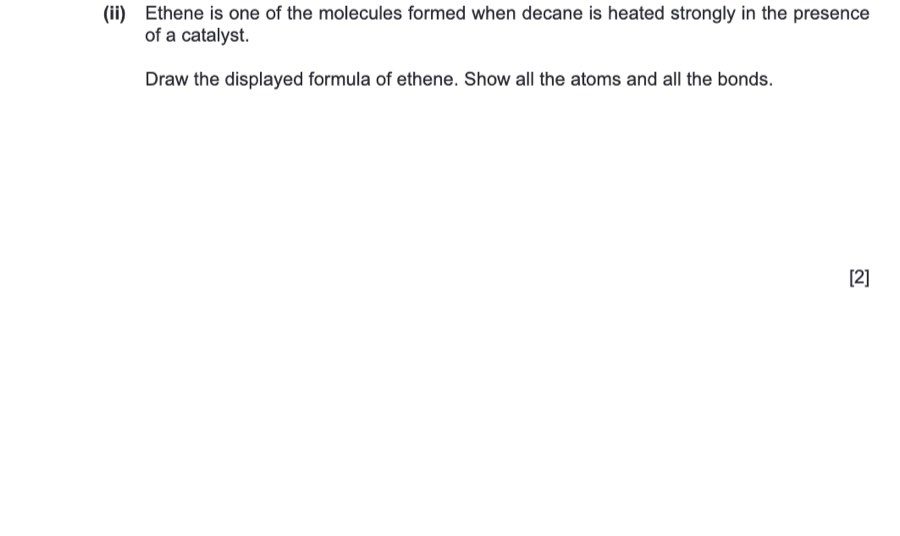 (ii) Ethene is one of the molecules formed when decane is heated strongly in the presence
of a catalyst.
Draw the displayed formula of ethene. Show all the atoms and all the bonds.
[2]